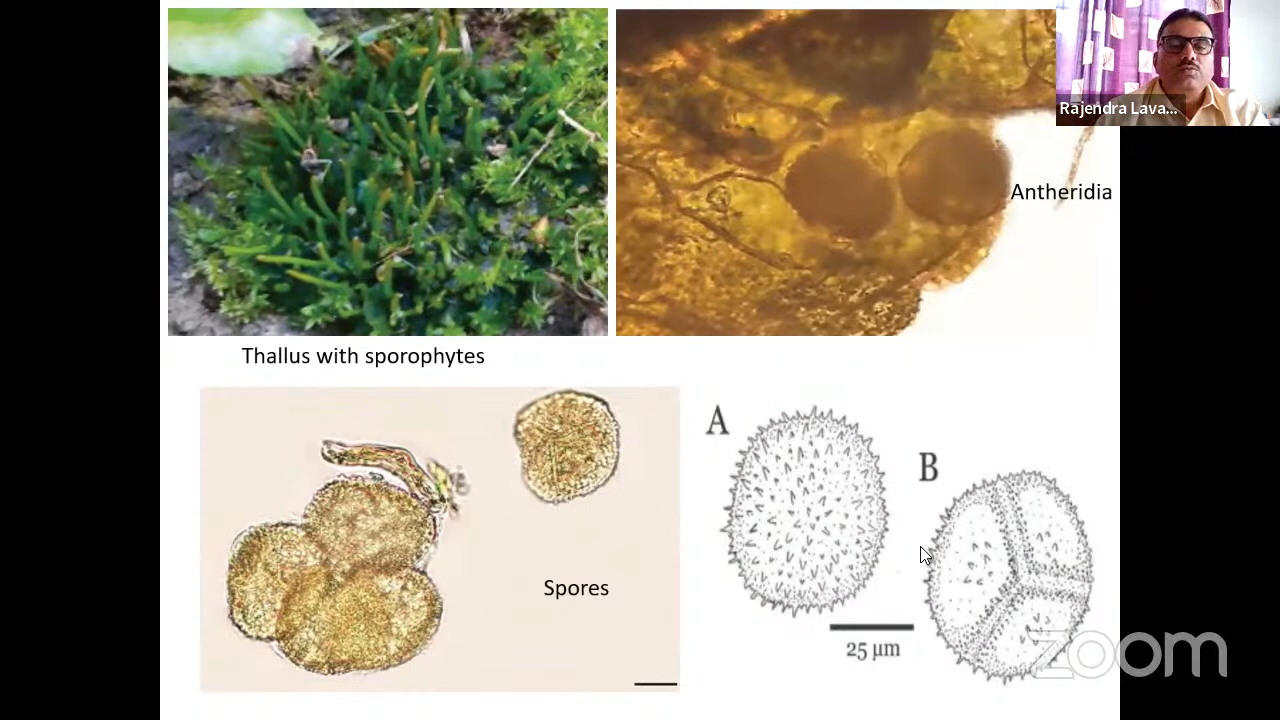 Rajendra Lava...
Antheridia
Thallus with sporophytes
A
B
Spores
25 µm
zoom